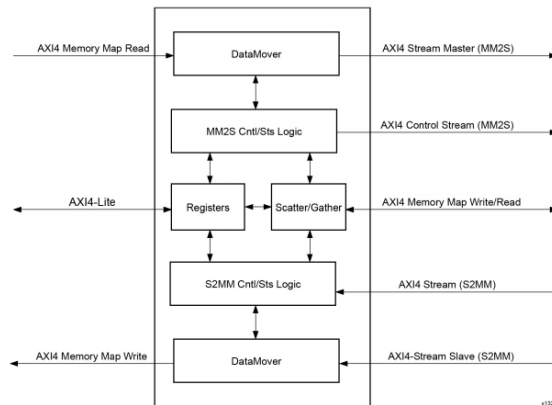 AXI4 Memory Map Read
DataMover
AXI4 Stream Master (MM2S)
MM2S Cntl/Sts Logic
AXI4 Control Stream (MM2S)
AXI4-Lite
Registers
Scatter/Gather
AXI4 Memory Map Write/Read
S2MM Cntl/Sts Logic
AXI4 Stream (S2MM)
AXI4 Memory Map Write
DataMover
AXI4-Stream Slave (S2MM)